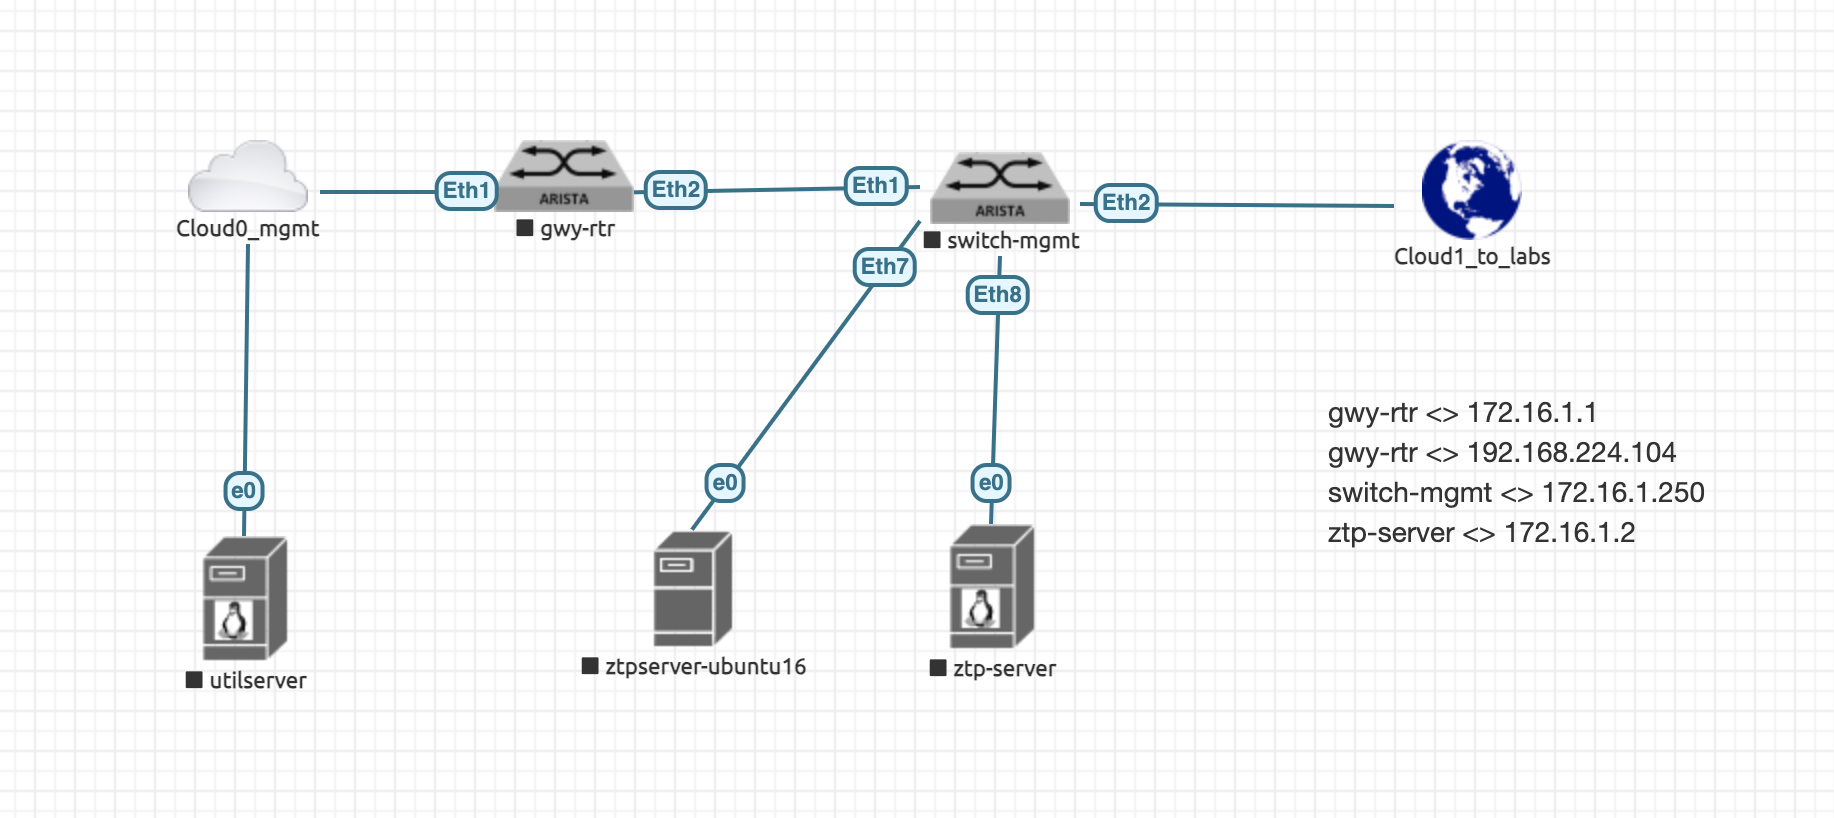 Eth1
ARISTA
Eth2
Eth1
ARISTA
Eth2
Cloud0_mgmt
gwy-rtr
switch-mgmt
Cloud1_to_labs
Eth7
Eth8
gwy-rtr <> 172.16.1.1
gwy-rtr <> 192.168.224.104
switch-mgmt <> 172.16.1.250
ztp-server <> 172.16.1.2
e0
e0
e0
utilserver
ztpserver-ubuntu16
ztp-server